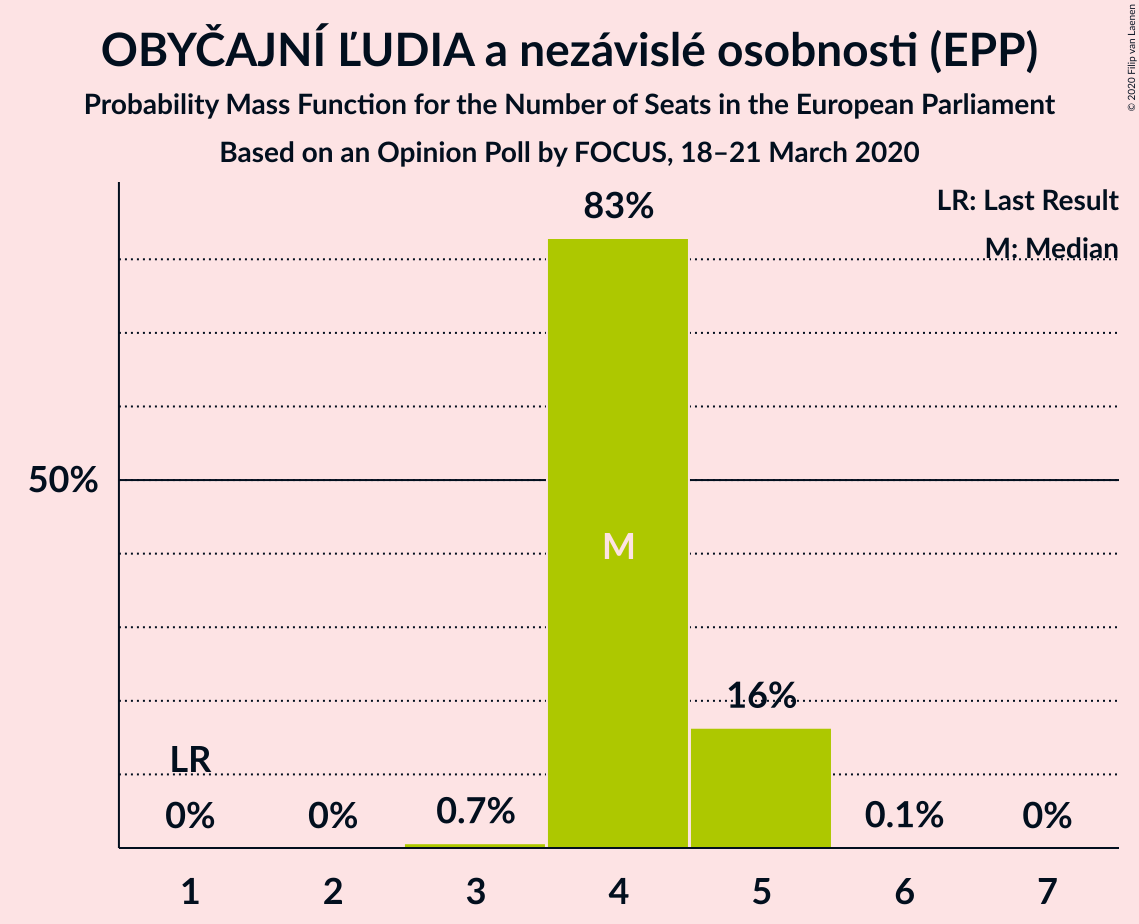 OBYČAJNÍ ĽUDIA a nezávislé osobnosti (EPP)
Probability Mass Function for the Number of Seats in the European Parliament
Based on an Opinion Poll by FOCUS, 18–21 March 2020
© 2020 Filip van Laenen
LR: Last Result
M: Median
83%
50%
M
16%
LR
0%
0%
0.7%
0.1%
0%
1 2 3 4 5 6 7